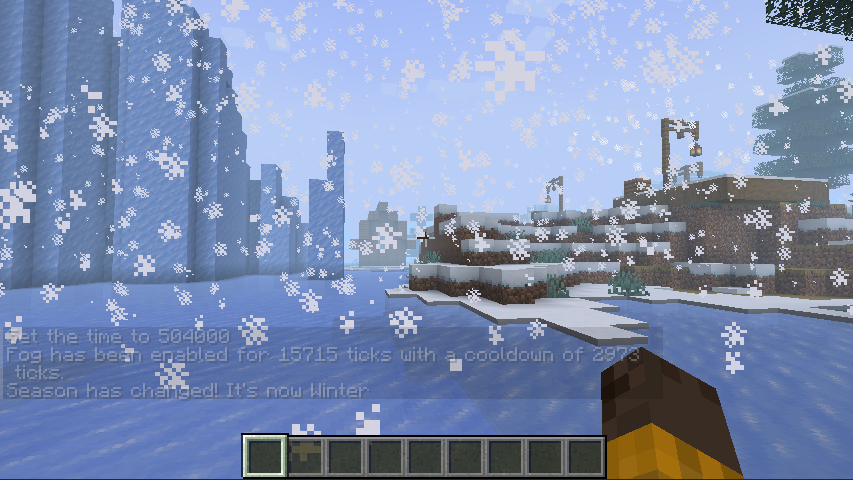 Set the time to 504000
Fog has been enabled for 15715 ticks with a cooldown of 2973
ticks.
Season has changed! It's now Winter